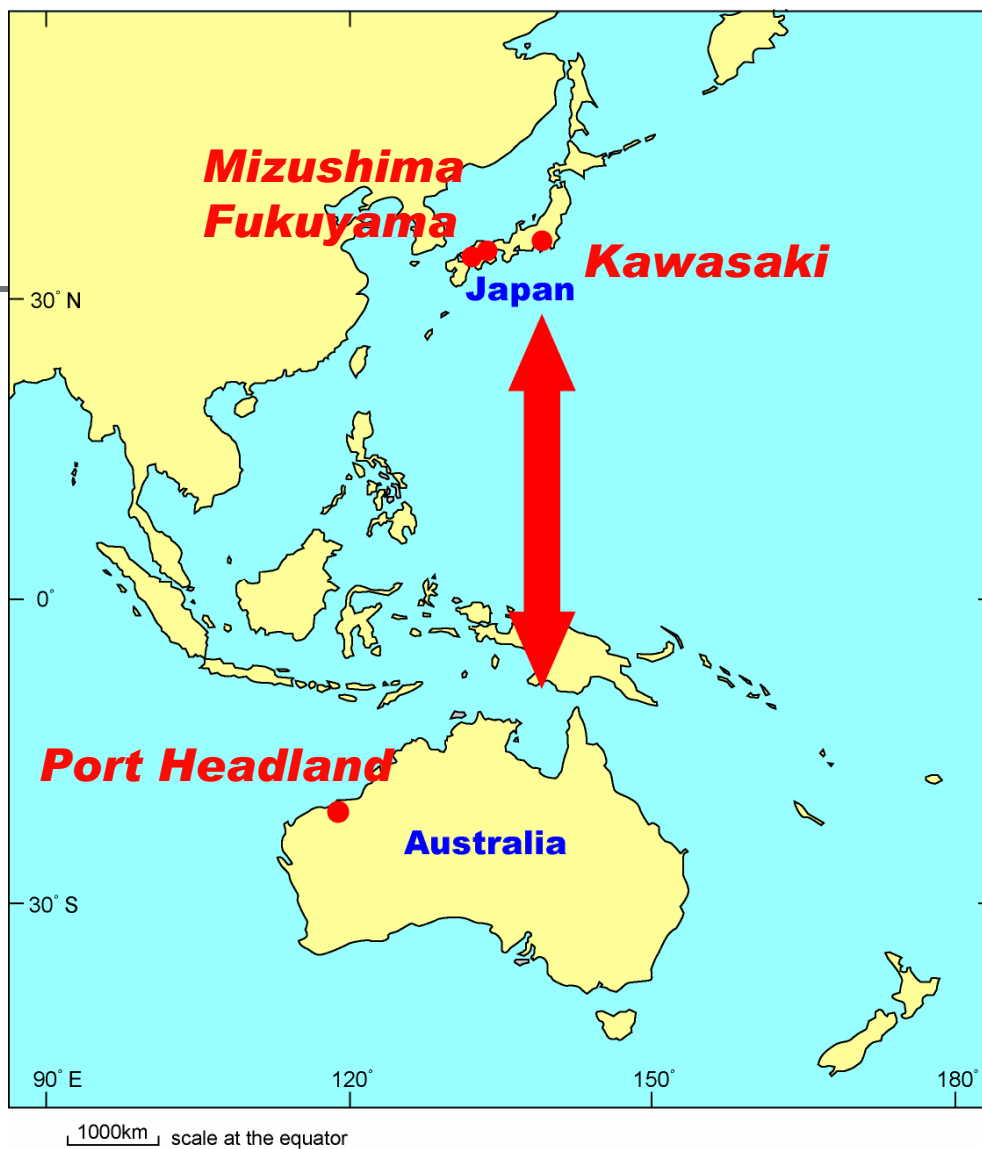 Mizushima
Fukuyama
Kawasaki
Japan
30° N
0°
Port Headland
Australia
30° S
90° E
120°
150°
180°
1000km scale at the equator